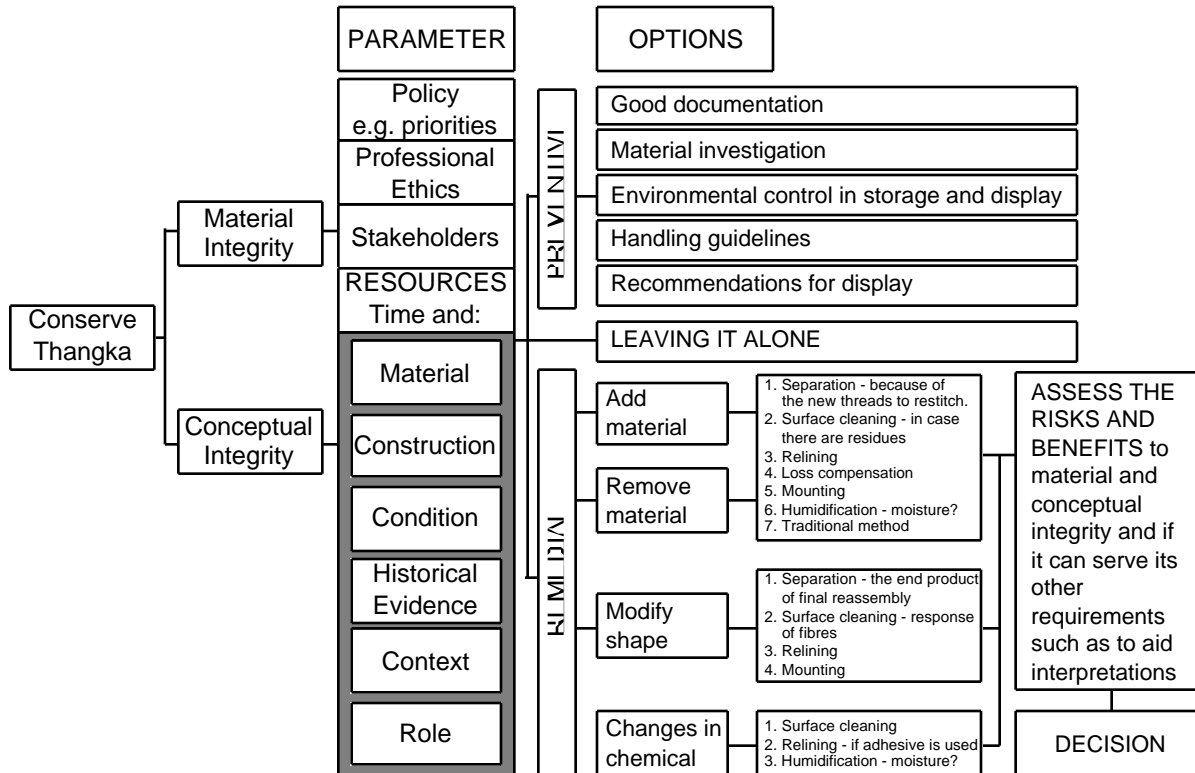 PARAMETER
OPTIONS
Policy
e.g. priorities
Professional
Ethics
Stakeholders
RESOURCES
Time and:
Material
Integrity
Conserve
Thangka
Conceptual
Integrity
Material
Construction
Condition
Historical
Evidence
Context
Role
Good documentation
Material investigation
Environmental control in storage and display
Handling guidelines
Recommendations for display
LEAVING IT ALONE
Add
material
Remove
material
1. Separation - because of
the new threads to restitch.
2. Surface cleaning - in case
there are residues
3. Relining
4. Loss compensation
5. Mounting
6. Humidification - moisture?
7. Traditional method
Modify
shape
1. Separation - the end product
of final reassembly
2. Surface cleaning - response
of fibres
3. Relining
4. Mounting
Changes in
chemical
1. Surface cleaning
2. Relining - if adhesive is used
3. Humidification - moisture?
ASSESS THE
RISKS AND
BENEFITS to
material and
conceptual
integrity and if
it can serve its
other
requirements
such as to aid
interpretations
DECISION